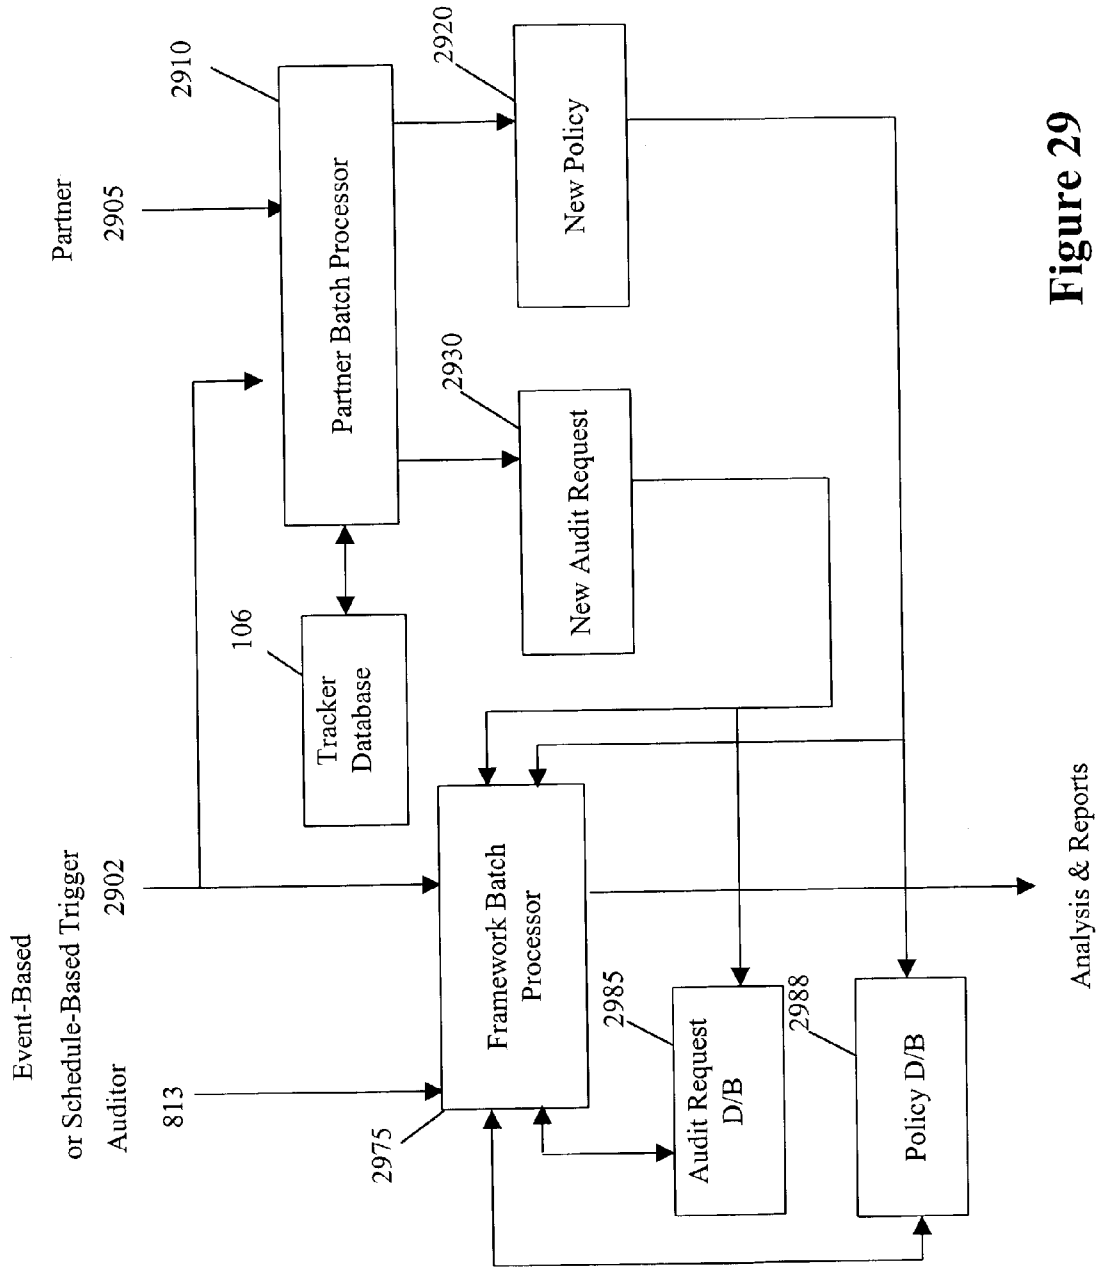 Event-Based
or Schedule-Based Trigger
Auditor
813
2902
Partner
2905
2910
Partner Batch Processor
106
Tracker
Database
2975
Framework Batch
Processor
2930
New Audit Request
2920
New Policy
2985
Audit Request
D/B
2988
Policy D/B
Analysis & Reports
Figure 29